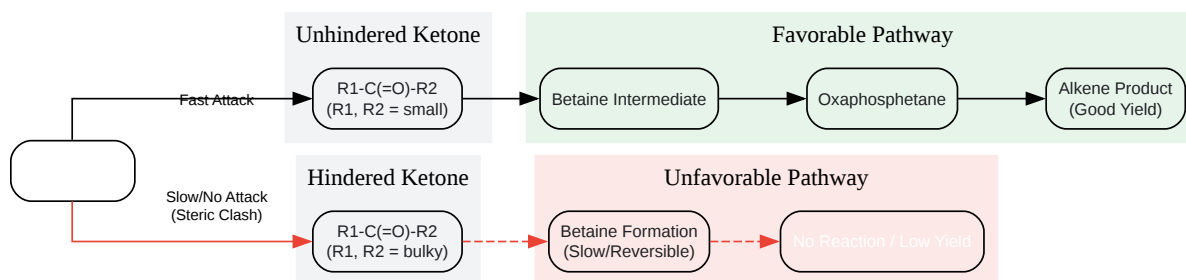 Unhindered Ketone
Favorable Pathway
Fast Attack
R1-C(=O)-R2
(R1, R2 = small)
Betaine Intermediate
Oxaphosphetane
Alkene Product
(Good Yield)
Hindered Ketone
Unfavorable Pathway
Slow/No Attack
(Steric Clash)
R1-C(=O)-R2
(R1, R2 = bulky)
Betaine Formation
(Slow/Reversible)
No Reaction / Low Yield